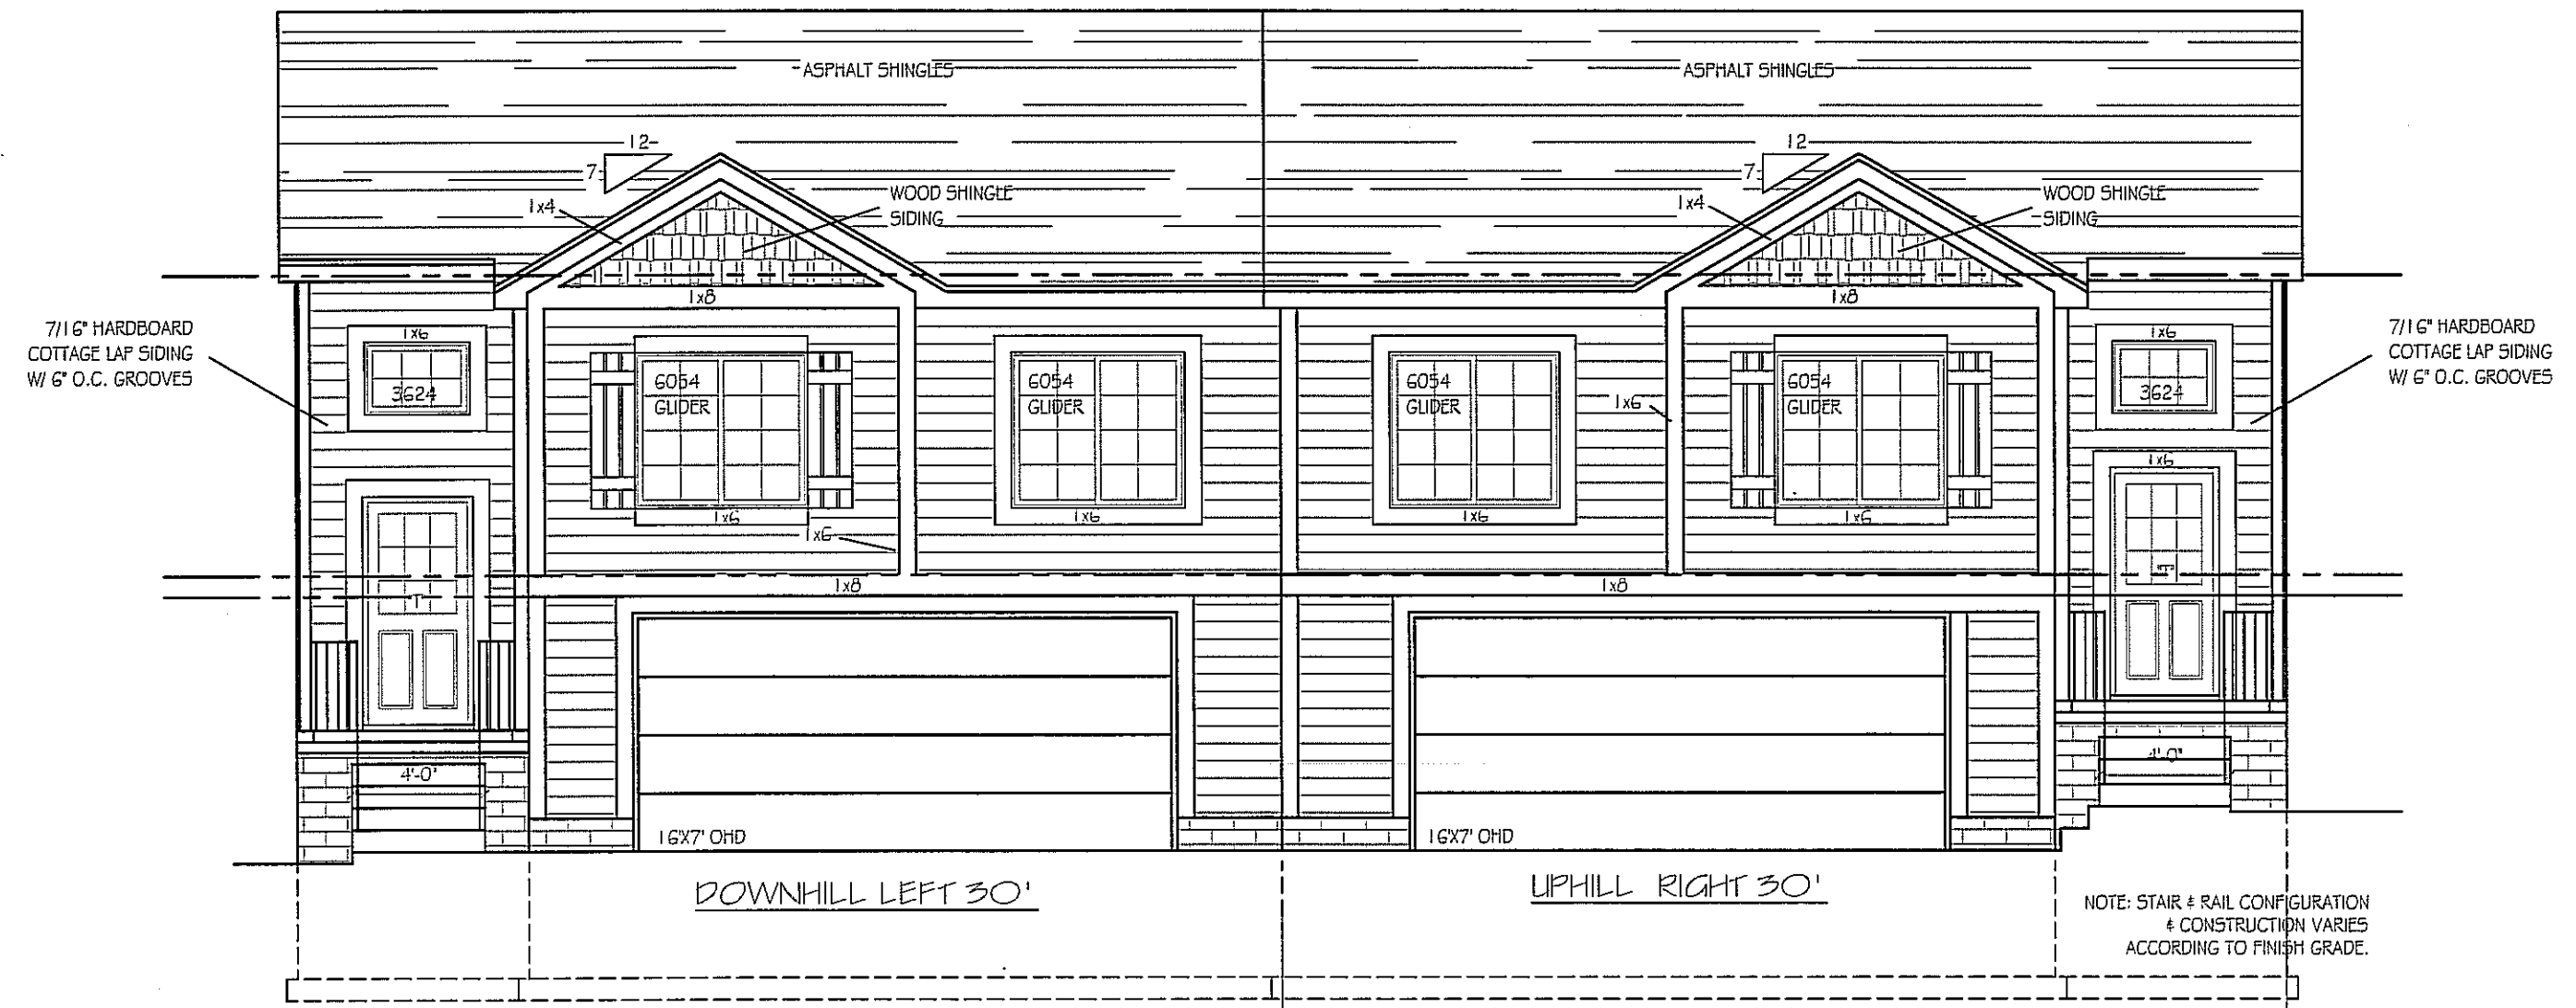 ASPHALT SHINGLES
ASPHALT SHINGLES
12
7
12
7
1x4
WOOD SHINGLE
SIDING
1x4
WOOD SHINGLE
SIDING
1x8
1x8
7/16" HARDBOARD
COTTAGE LAP SIDING
W/ 6" O.C. GROOVES
1x6
3624
6054
GLIDER
6054
GLIDER
6054
GLIDER
1x6
6054
GLIDER
1x6
3624
7/16" HARDBOARD
COTTAGE LAP SIDING
W/ 6" O.C. GROOVES
1x6
1x6
1x6
1x6
1x6
1x6
1x8
1x8
T
T
4'-0"
4'-0"
16'X7' OHD
16'X7' OHD
DOWNHILL LEFT 30'
UPHILL RIGHT 30'
NOTE: STAIR & RAIL CONFIGURATION
& CONSTRUCTION VARIES
ACCORDING TO FINISH GRADE.